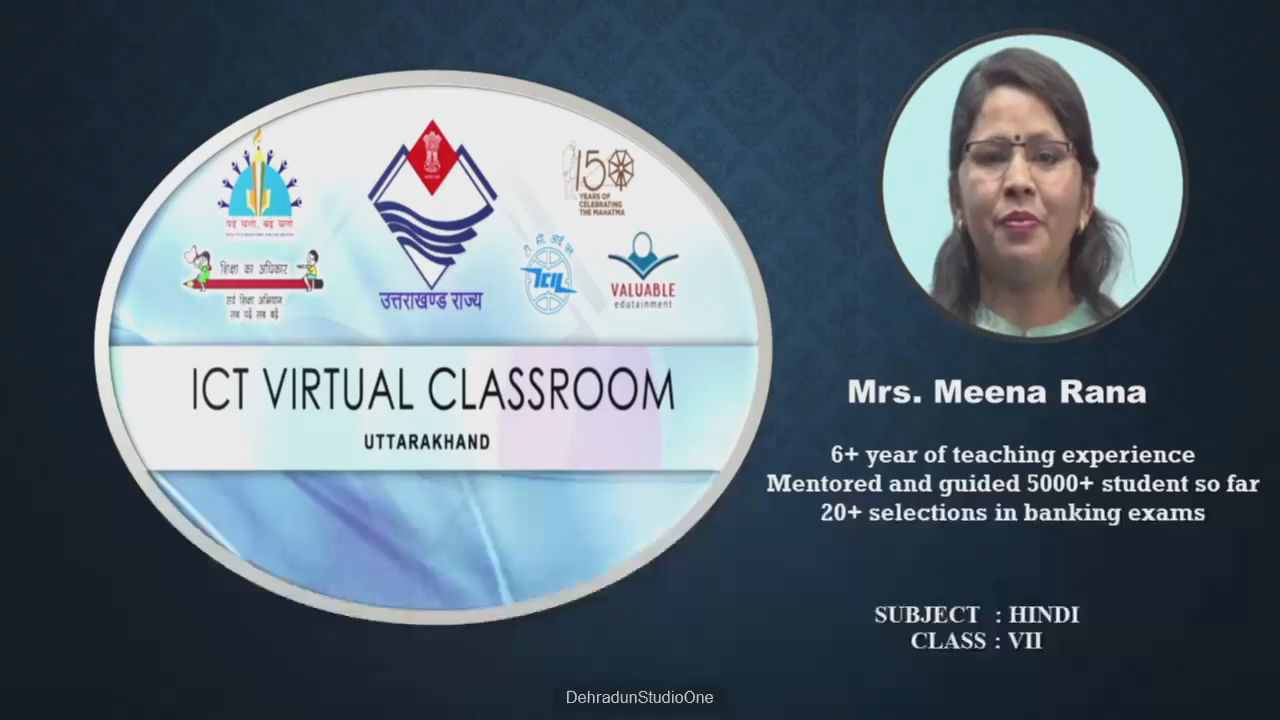 पढ़े चलो, बढ़े चलो
शिक्षा का अधिकार
सर्व शिक्षा अभियान
सब पढ़ें सब बढ़ें
उत्तराखण्ड राज्य
150
YEARS OF
CELEBRATING
THE MAHATMA
टी सी आई एल
TCIL
VALUABLE
edutainment
ICT VIRTUAL CLASSROOM
UTTARAKHAND
Mrs. Meena Rana
6+ year of teaching experience
Mentored and guided 5000+ student so far
20+ selections in banking exams
SUBJECT : HINDI
CLASS : VII
DehradunStudioOne